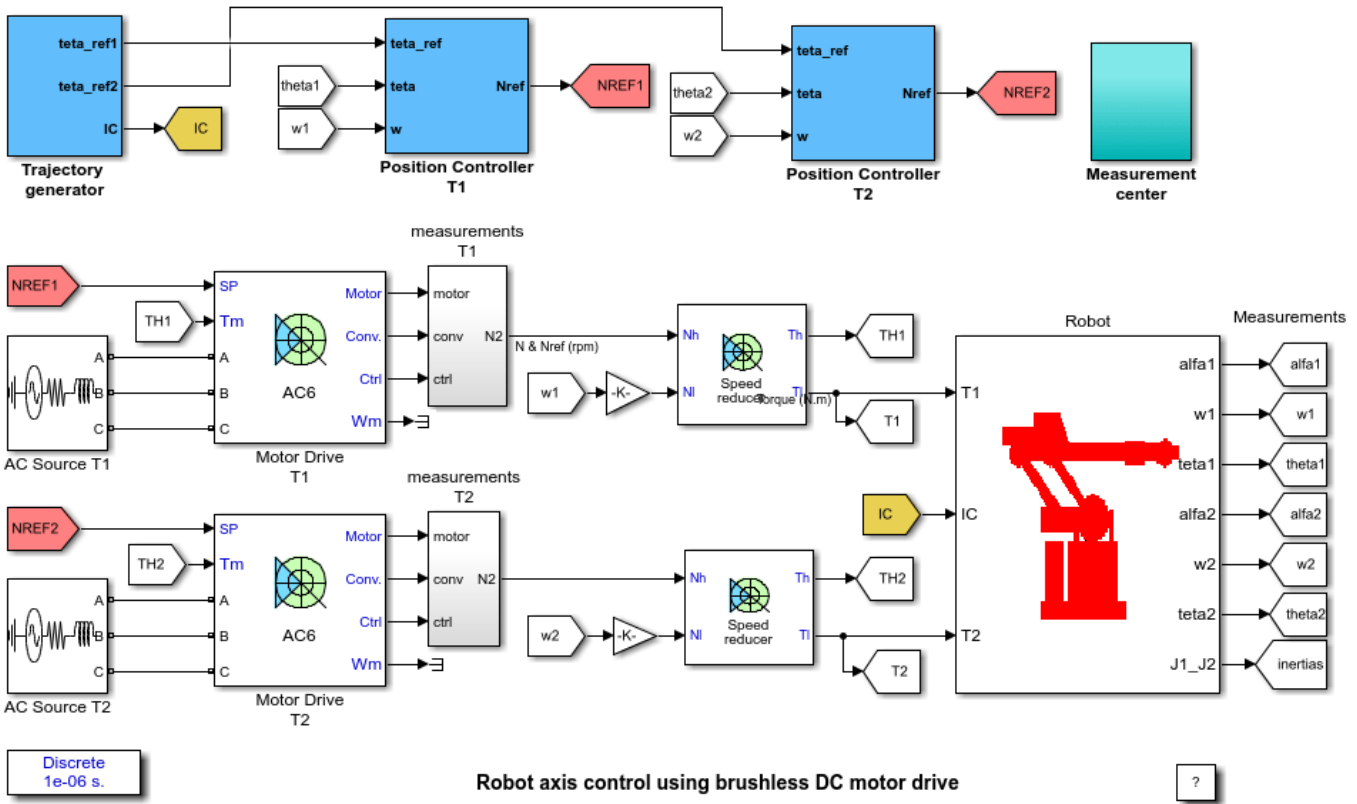 teta_ref1
teta_ref2
IC
IC
Trajectory
generator
theta1
w1
teta_ref
teta
w
Nref
Position Controller
T1
NREF1
theta2
w2
teta_ref
teta
w
Nref
Position Controller
T2
NREF2
Measurement
center
NREF1
TH1
A
B
C
AC Source T1
SP
Tm
A
B
C
AC6
Motor
Conv.
Ctrl
Wm
Motor Drive
T1
measurements
T1
motor
conv
ctrl
N2
N & Nref (rpm)
w1
-K-
Nh
Nl
Th
Tl
Speed
reducer
Torque (N.m)
TH1
T1
NREF2
TH2
A
B
C
AC Source T2
SP
Tm
A
B
C
AC6
Motor
Conv.
Ctrl
Wm
Motor Drive
T2
measurements
T2
motor
conv
ctrl
N2
w2
-K-
Nh
Nl
Th
Tl
Speed
reducer
TH2
T2
IC
Robot
T1
IC
T2
alfa1
w1
teta1
alfa2
w2
teta2
J1_J2
Measurements
alfa1
w1
theta1
alfa2
w2
theta2
inertias
Discrete
1e-06 s.
Robot axis control using brushless DC motor drive
?